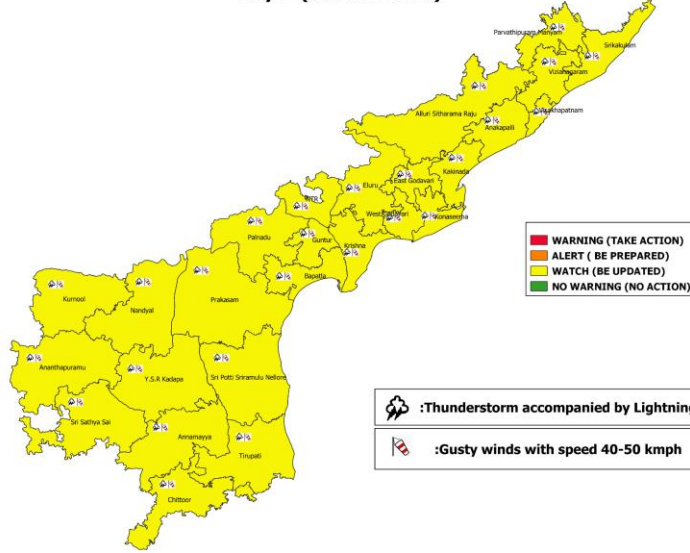 Parvathipuram Manyam
Srikakulam
Vizianagaram
Visakhapatnam
Alluri Sitharama Raju
Anakapalli
Kakinada
East Godavari
Eluru
NTR
West Godavari
Konaseema
Palnadu
Guntur
Krishna
Bapatla
WARNING (TAKE ACTION)
ALERT ( BE PREPARED)
WATCH (BE UPDATED)
NO WARNING (NO ACTION)
Kurnool
Nandyal
Prakasam
Ananthapuramu
Y.S.R Kadapa
Sri Potti Sriramulu Nellore
Sri Sathya Sai
Annamayya
Tirupati
Chittoor
:Thunderstorm accompanied by Lightning
:Gusty winds with speed 40-50 kmph